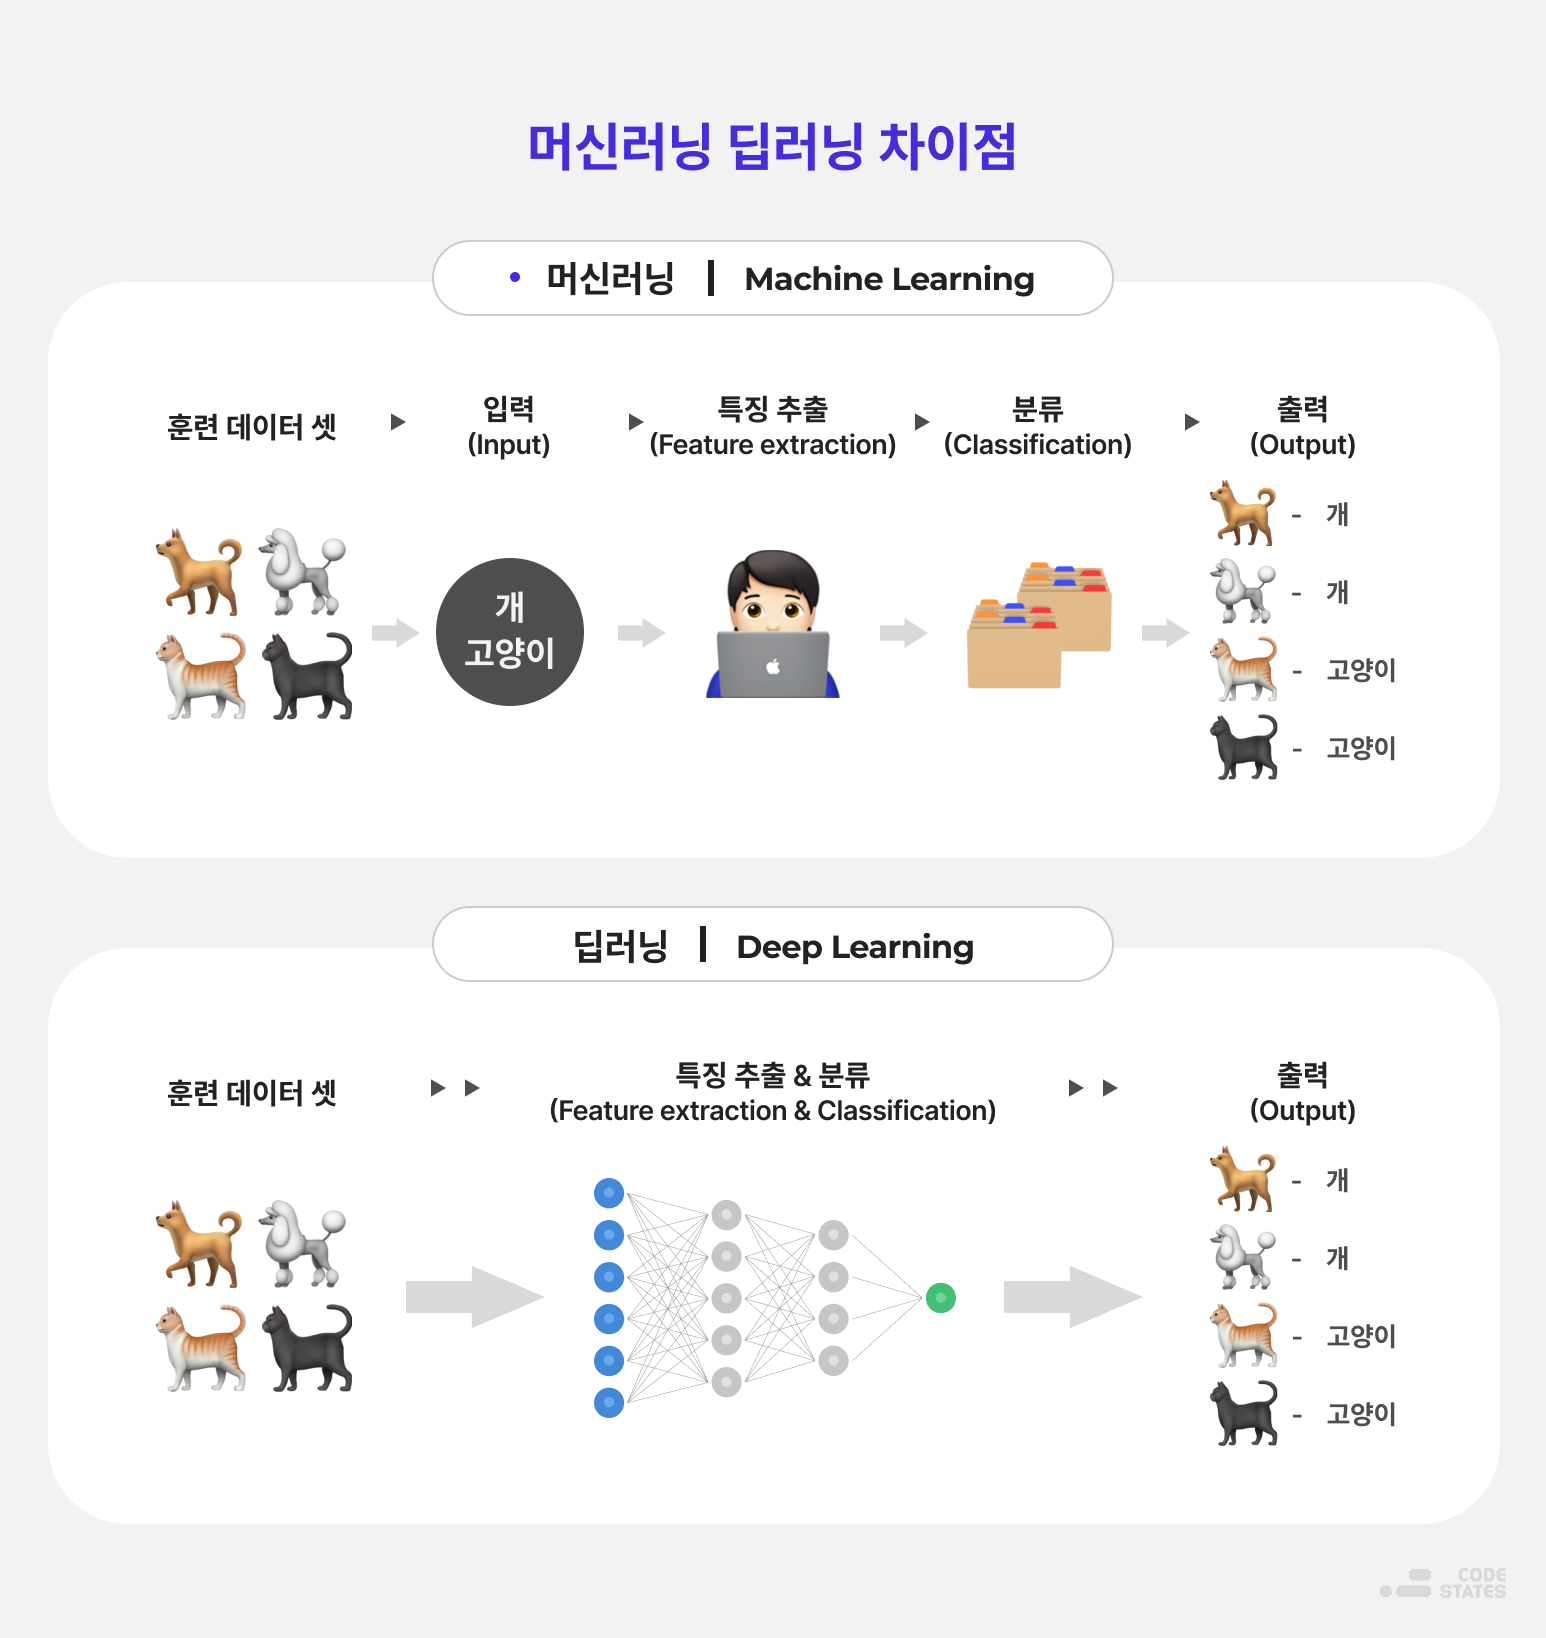 머신러닝 딥러닝 차이점
• 머신러닝 | Machine Learning
훈련 데이터 셋
입력
(Input)
특징 추출
(Feature extraction)
분류
(Classification)
출력
(Output)
개
고양이
- 개
- 개
- 고양이
- 고양이
딥러닝 | Deep Learning
훈련 데이터 셋
특징 추출 & 분류
(Feature extraction & Classification)
출력
(Output)
- 개
- 개
- 고양이
- 고양이
CODE
STATES